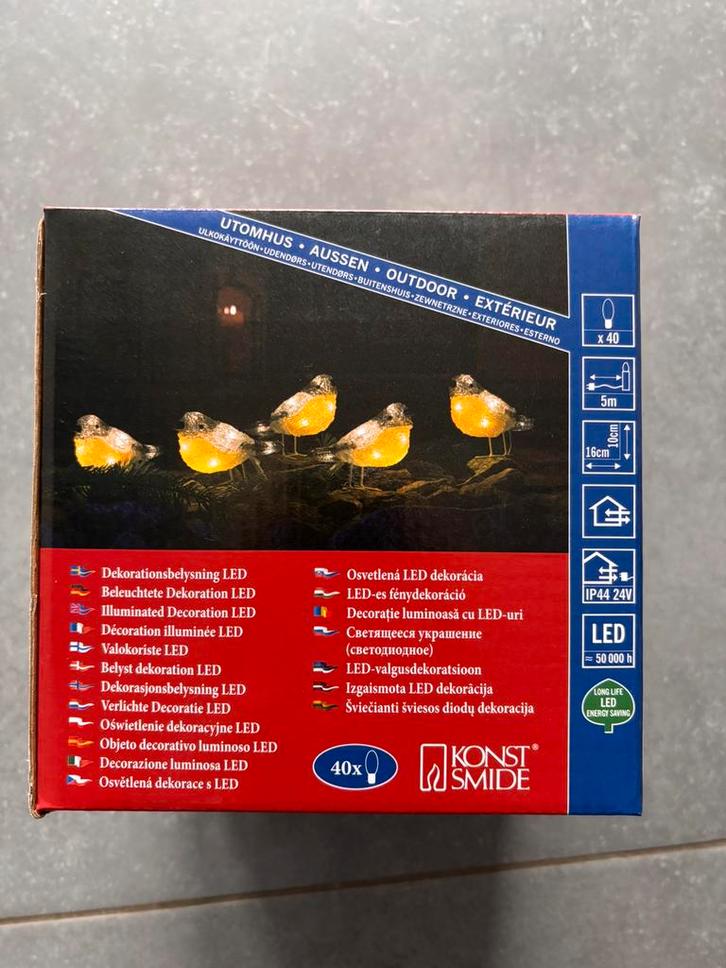 UTOMHUS • AUSSEN • OUTDOOR • EXTÉRIEUR
ULKOKÄYTTÖÖN•UDENDØRS•UTENDØRS•BUITENSHUIS•ZEWNETRZNE•EXTERIORES•ESTERNO
x 40
5m
16cm
10cm
IP44 24V
LED
≈ 50 000 h
LONG LIFE
LED
ENERGY SAVING
Dekorationsbelysning LED
Beleuchtete Dekoration LED
Illuminated Decoration LED
Décoration illuminée LED
Valokoriste LED
Belyst dekoration LED
Dekorasjonsbelysning LED
Verlichte Decoratie LED
Oświetlenie dekoracyjne LED
Objeto decorativo luminoso LED
Decorazione luminosa LED
Osvětlená dekorace s LED
Osvetlená LED dekorácia
LED-es fénydekoráció
Decorație luminoasă cu LED-uri
Светящееся украшение
(светодиодное)
LED-valgusdekoratsioon
Izgaismota LED dekorācija
Šviečianti šviesos diodų dekoracija
40x
KONST
SMIDE®